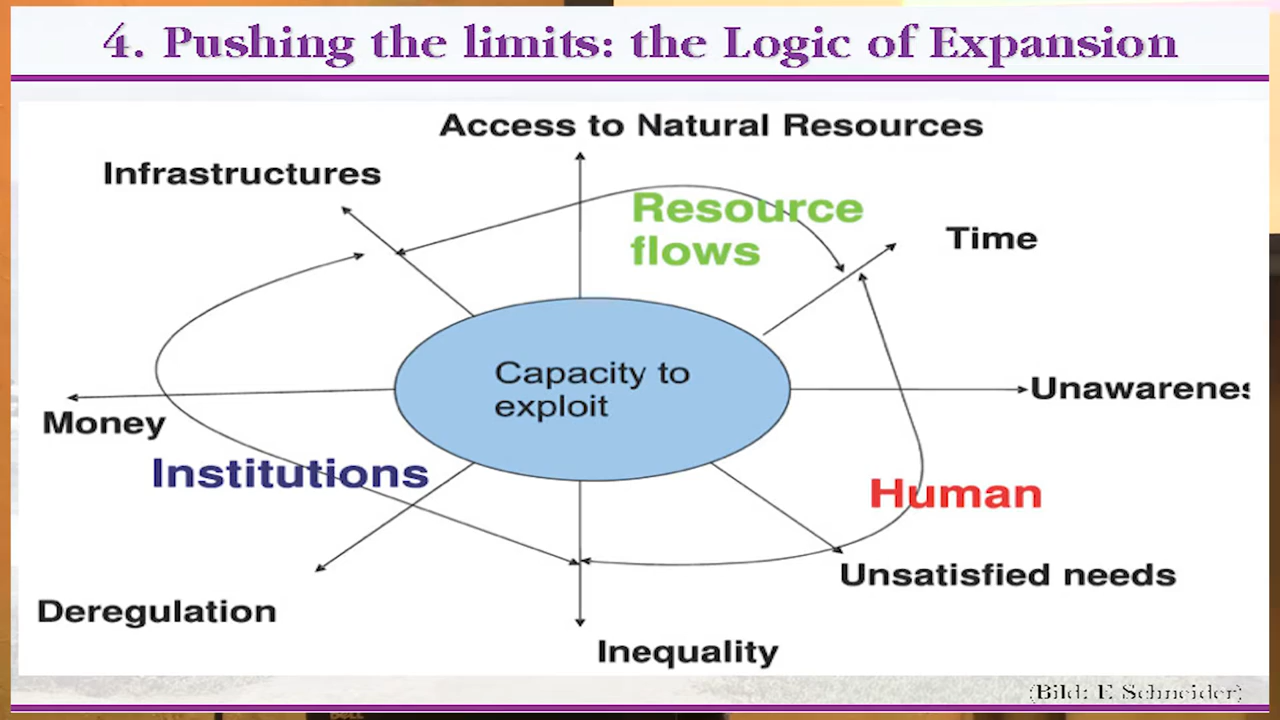 4. Pushing the limits: the Logic of Expansion
Access to Natural Resources
Infrastructures
Resource
flows
Time
Capacity to
exploit
Unawarenes
Money
Institutions
Human
Unsatisfied needs
Deregulation
Inequality
(Bild: F. Schneider)
DELL